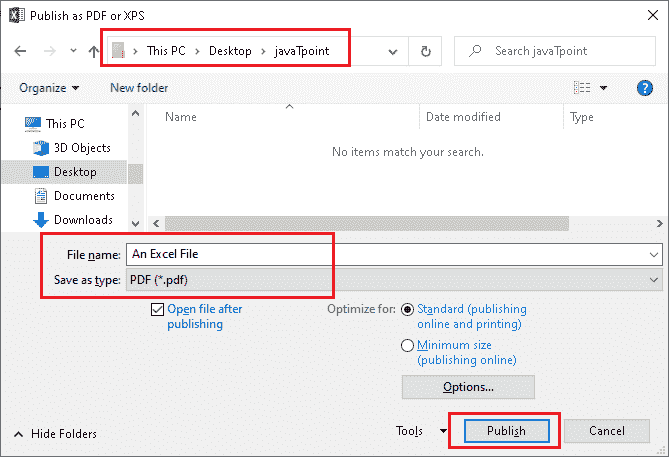 Publish as PDF or XPS
This PC > Desktop > javaTpoint
Search javaTpoint
Organize
New folder
?
This PC
3D Objects
Desktop
Documents
Downloads
Name
Date modified
Type
No items match your search.
File name:
An Excel File
Save as type:
PDF (*.pdf)
Open file after
publishing
Optimize for:
Standard (publishing
online and printing)
Minimum size
(publishing online)
Options...
Hide Folders
Tools
Publish
Cancel